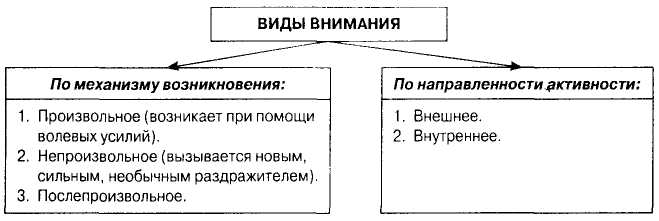 ВИДЫ ВНИМАНИЯ
По механизму возникновения:
1. Произвольное (возникает при помощи
волевых усилий).
2. Непроизвольное (вызывается новым,
сильным, необычным раздражителем).
3. Послепроизвольное.
По направленности активности:
1. Внешнее.
2. Внутреннее.